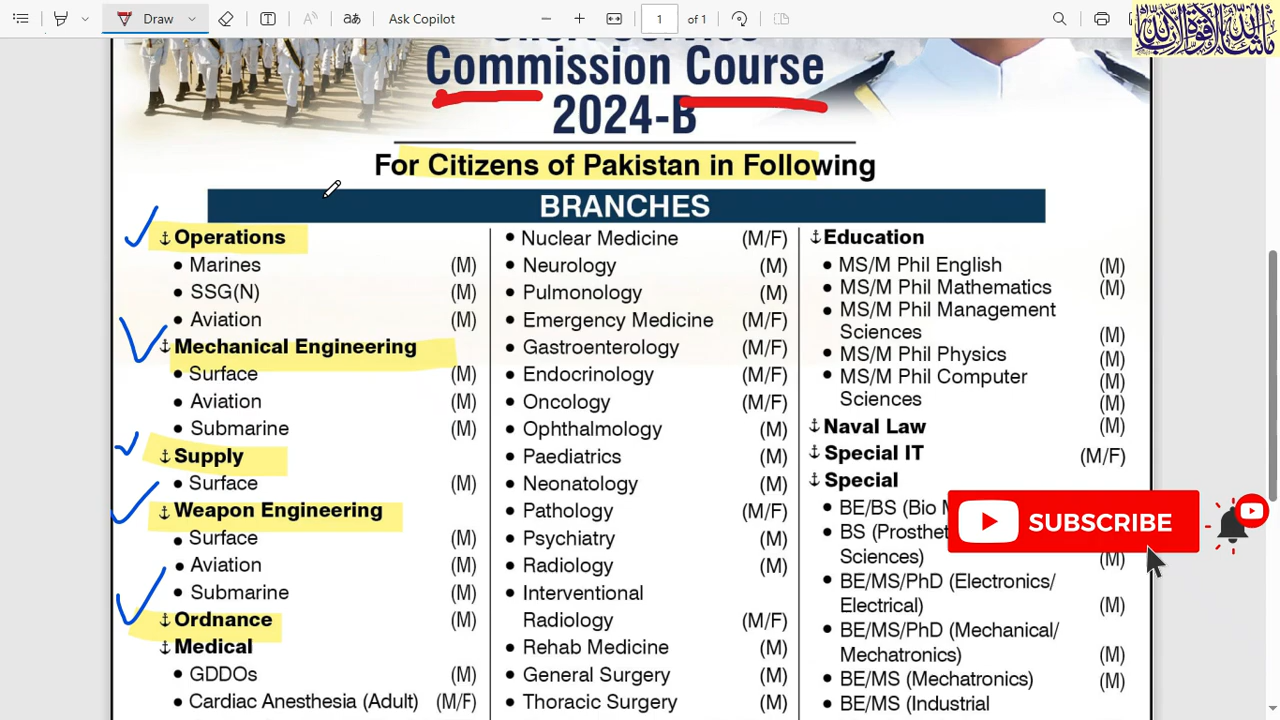 Draw
Ask Copilot
1
of 1
Commission Course
2024-B
For Citizens of Pakistan in Following
BRANCHES
Operations
• Marines (M)
• SSG(N) (M)
• Aviation (M)
Mechanical Engineering
• Surface (M)
• Aviation (M)
• Submarine (M)
Supply
• Surface (M)
Weapon Engineering
• Surface (M)
• Aviation (M)
• Submarine (M)
Ordnance (M)
Medical
• GDDOs (M)
• Cardiac Anesthesia (Adult) (M/F)
• Nuclear Medicine (M/F)
• Neurology (M)
• Pulmonology (M)
• Emergency Medicine (M/F)
• Gastroenterology (M/F)
• Endocrinology (M/F)
• Oncology (M/F)
• Ophthalmology (M)
• Paediatrics (M)
• Neonatology (M)
• Pathology (M/F)
• Psychiatry (M)
• Radiology (M)
• Interventional
Radiology (M/F)
• Rehab Medicine (M)
• General Surgery (M)
• Thoracic Surgery (M)
Education
• MS/M Phil English (M)
• MS/M Phil Mathematics (M)
• MS/M Phil Management
Sciences (M)
• MS/M Phil Physics (M)
• MS/M Phil Computer (M)
Sciences (M)
Naval Law (M)
Special IT (M/F)
Special
• BE/BS (Bio
• BS (Prosthet
Sciences) (M)
• BE/MS/PhD (Electronics/
Electrical) (M)
• BE/MS/PhD (Mechanical/
Mechatronics) (M)
• BE/MS (Mechatronics) (M)
• BE/MS (Industrial
SUBSCRIBE